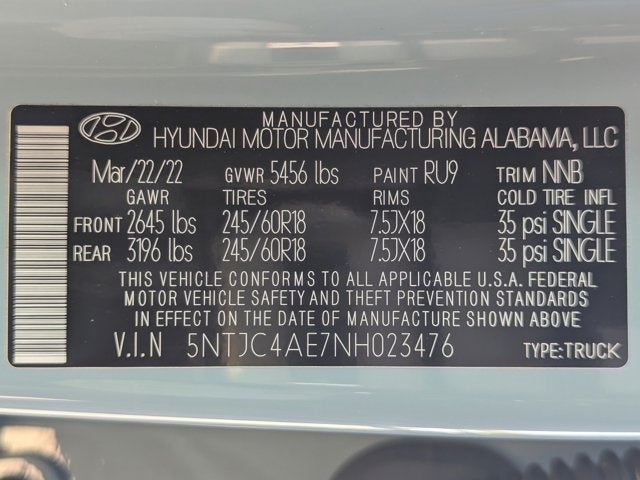 MANUFACTURED BY
HYUNDAI MOTOR MANUFACTURING ALABAMA, LLC
Mar/22/22 GVWR 5456 lbs PAINT RU9 TRIM NNB
GAWR TIRES RIMS COLD TIRE INFL
FRONT 2645 lbs 245/60R18 7.5JX18 35 psi SINGLE
REAR 3196 lbs 245/60R18 7.5JX18 35 psi SINGLE
THIS VEHICLE CONFORMS TO ALL APPLICABLE U.S.A. FEDERAL
MOTOR VEHICLE SAFETY AND THEFT PREVENTION STANDARDS
IN EFFECT ON THE DATE OF MANUFACTURE SHOWN ABOVE
V.I.N 5NTJC4AE7NH023476 TYPE:TRUCK